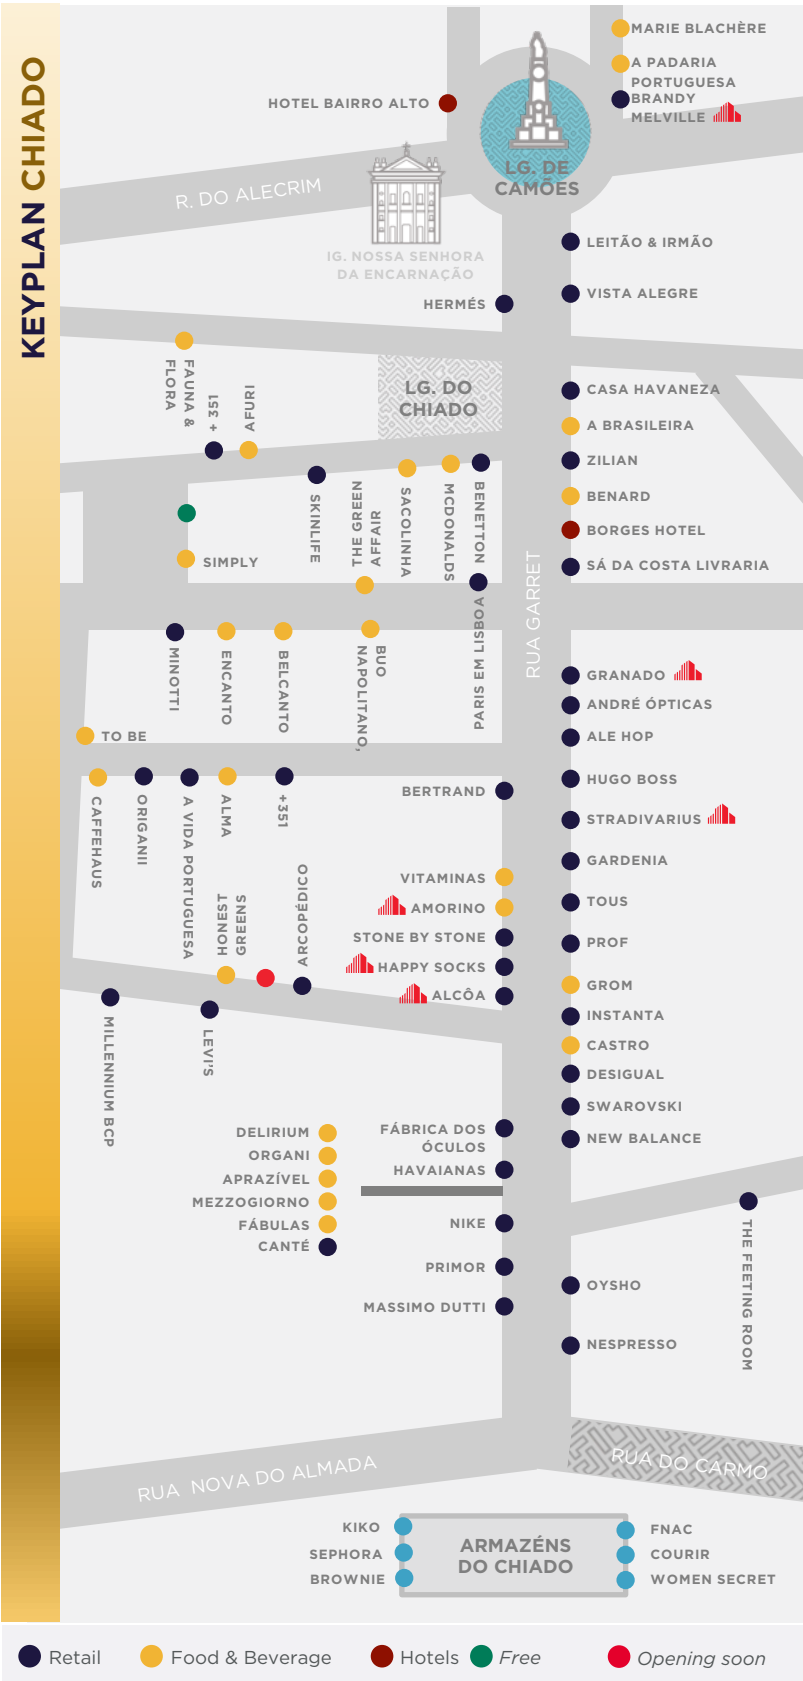 KEYPLAN CHIADO
MARIE BLACHÈRE
A PADARIA
PORTUGUESA
BRANDY
MELVILLE
HOTEL BAIRRO ALTO
LG. DE
CAMÕES
R. DO ALECRIM
IG. NOSSA SENHORA
DA ENCARNAÇÃO
LEITÃO & IRMÃO
VISTA ALEGRE
HERMÉS
FAUNA &
FLORA
+ 351
AFURI
LG. DO
CHIADO
CASA HAVANEZA
A BRASILEIRA
ZILIAN
BENARD
BORGES HOTEL
SÁ DA COSTA LIVRARIA
SKINLIFE
THE GREEN
AFFAIR
SACOLINHA
MCDONALDS
BENETTON
SIMPLY
RUA GARRET
MINOTTI
ENCANTO
BELCANTO
BUO
NAPOLITANO,
PARIS EM LISBOA
GRANADO
ANDRÉ ÓPTICAS
ALE HOP
HUGO BOSS
STRADIVARIUS
GARDENIA
TOUS
PROF
GROM
INSTANTA
CASTRO
DESIGUAL
SWAROVSKI
NEW BALANCE
TO BE
CAFFEHAUS
ORIGANII
A VIDA PORTUGUESA
ALMA
+351
BERTRAND
VITAMINAS
AMORINO
STONE BY STONE
HAPPY SOCKS
ALCÔA
HONEST
GREENS
ARCOPÉDICO
MILLENNIUM BCP
LEVI'S
DELIRIUM
ORGANI
APRAZÍVEL
MEZZOGIORNO
FÁBULAS
CANTÉ
FÁBRICA DOS
ÓCULOS
HAVAIANAS
NIKE
PRIMOR
MASSIMO DUTTI
THE FEETING ROOM
OYSHO
NESPRESSO
RUA NOVA DO ALMADA
RUA DO CARMO
KIKO
SEPHORA
BROWNIE
ARMAZÉNS
DO CHIADO
FNAC
COURIR
WOMEN SECRET
Retail
Food & Beverage
Hotels
Free
Opening soon